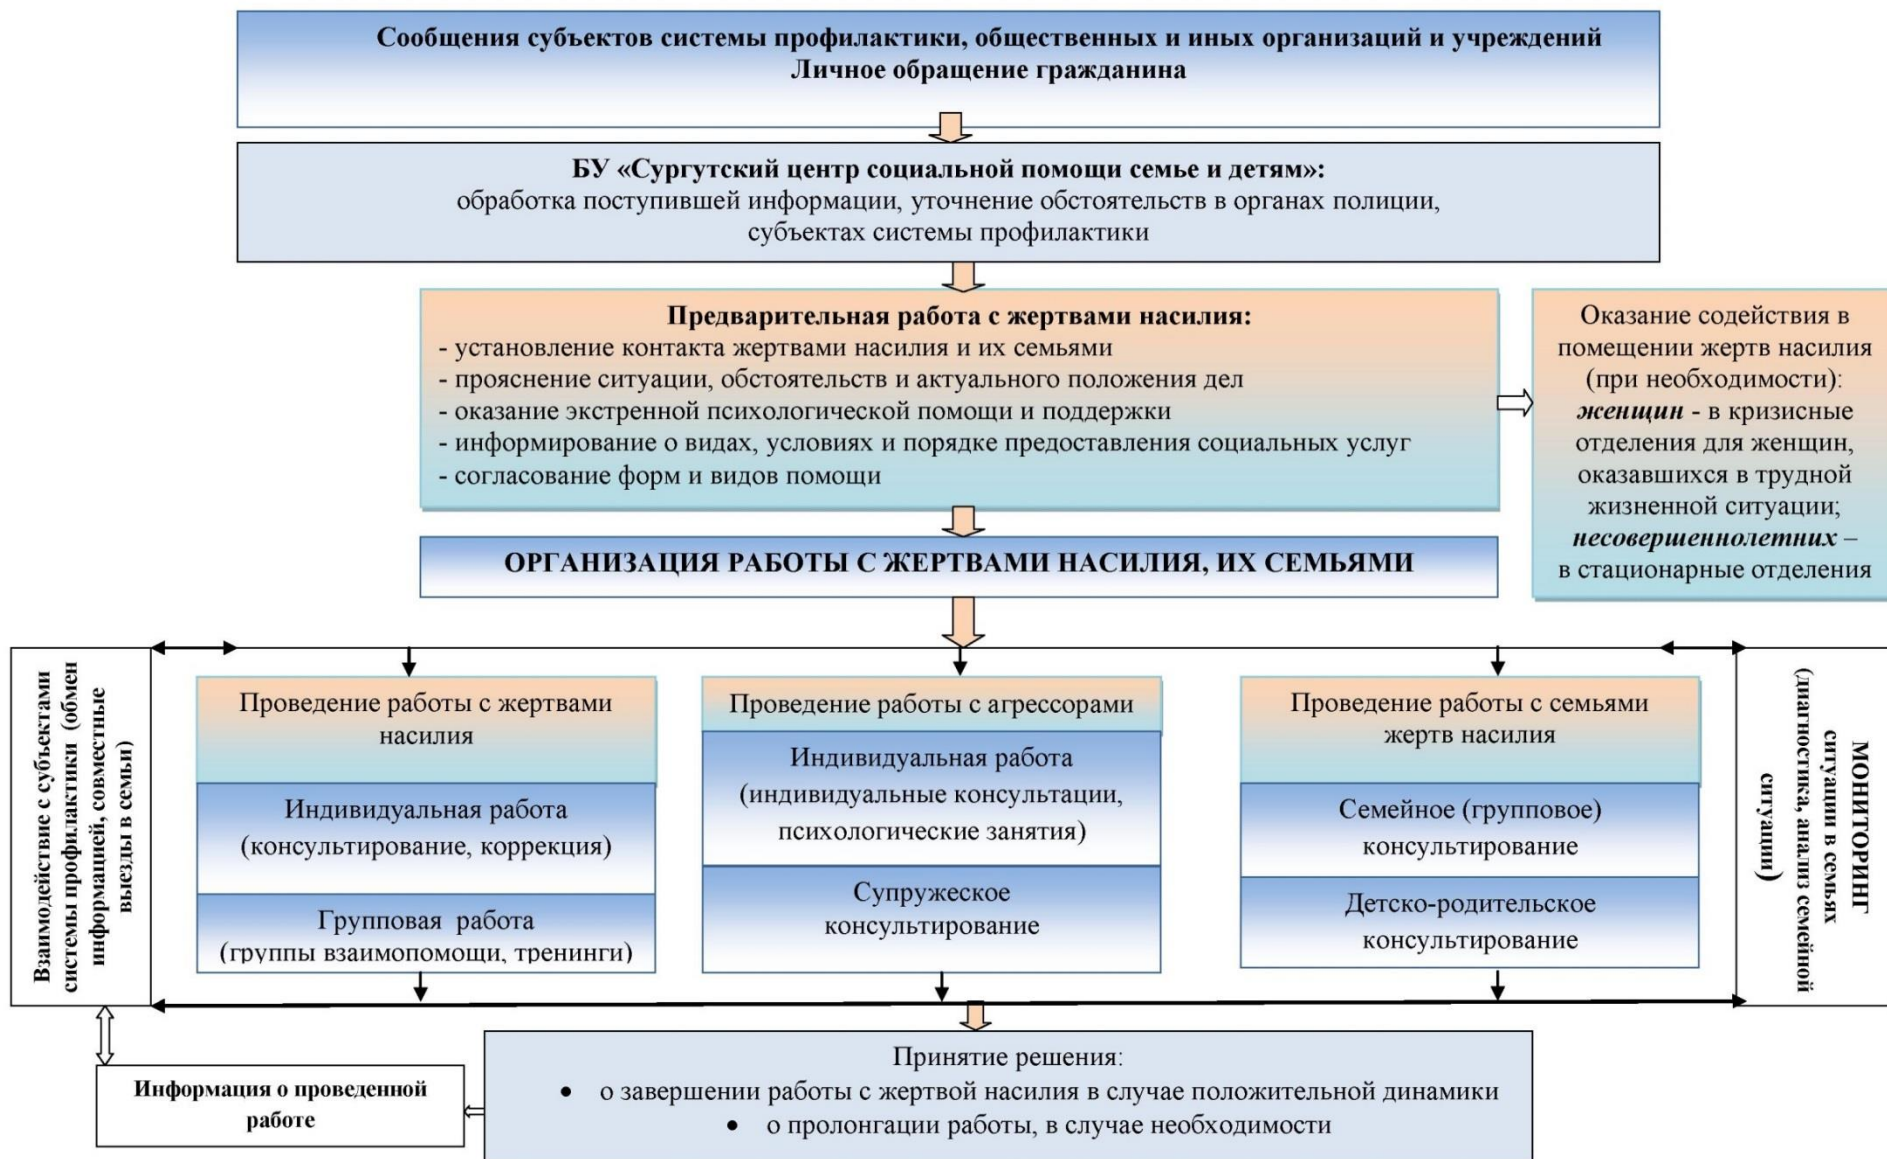 Сообщения субъектов системы профилактики, общественных и иных организаций и учреждений
Личное обращение гражданина
БУ «Сургутский центр социальной помощи семье и детям»:
обработка поступившей информации, уточнение обстоятельств в органах полиции,
субъектах системы профилактики
Предварительная работа с жертвами насилия:
- установление контакта жертвами насилия и их семьями
- прояснение ситуации, обстоятельств и актуального положения дел
- оказание экстренной психологической помощи и поддержки
- информирование о видах, условиях и порядке предоставления социальных услуг
- согласование форм и видов помощи
Оказание содействия в
помещении жертв насилия
(при необходимости):
женщин - в кризисные
отделения для женщин,
оказавшихся в трудной
жизненной ситуации;
несовершеннолетних –
в стационарные отделения
ОРГАНИЗАЦИЯ РАБОТЫ С ЖЕРТВАМИ НАСИЛИЯ, ИХ СЕМЬЯМИ
Взаимодействие с субъектами
системы профилактики (обмен
информацией, совместные
выезды в семьи)
Проведение работы с жертвами
насилия
Индивидуальная работа
(консультирование, коррекция)
Групповая работа
(группы взаимопомощи, тренинги)
Проведение работы с агрессорами
Индивидуальная работа
(индивидуальные консультации,
психологические занятия)
Супружеское
консультирование
Проведение работы с семьями
жертв насилия
Семейное (групповое)
консультирование
Детско-родительское
консультирование
МОНИТОРИНГ
ситуации в семьях
(диагностика, анализ семейной
ситуации)
Принятие решения:
• о завершении работы с жертвой насилия в случае положительной динамики
• о пролонгации работы, в случае необходимости
Информация о проведенной
работе